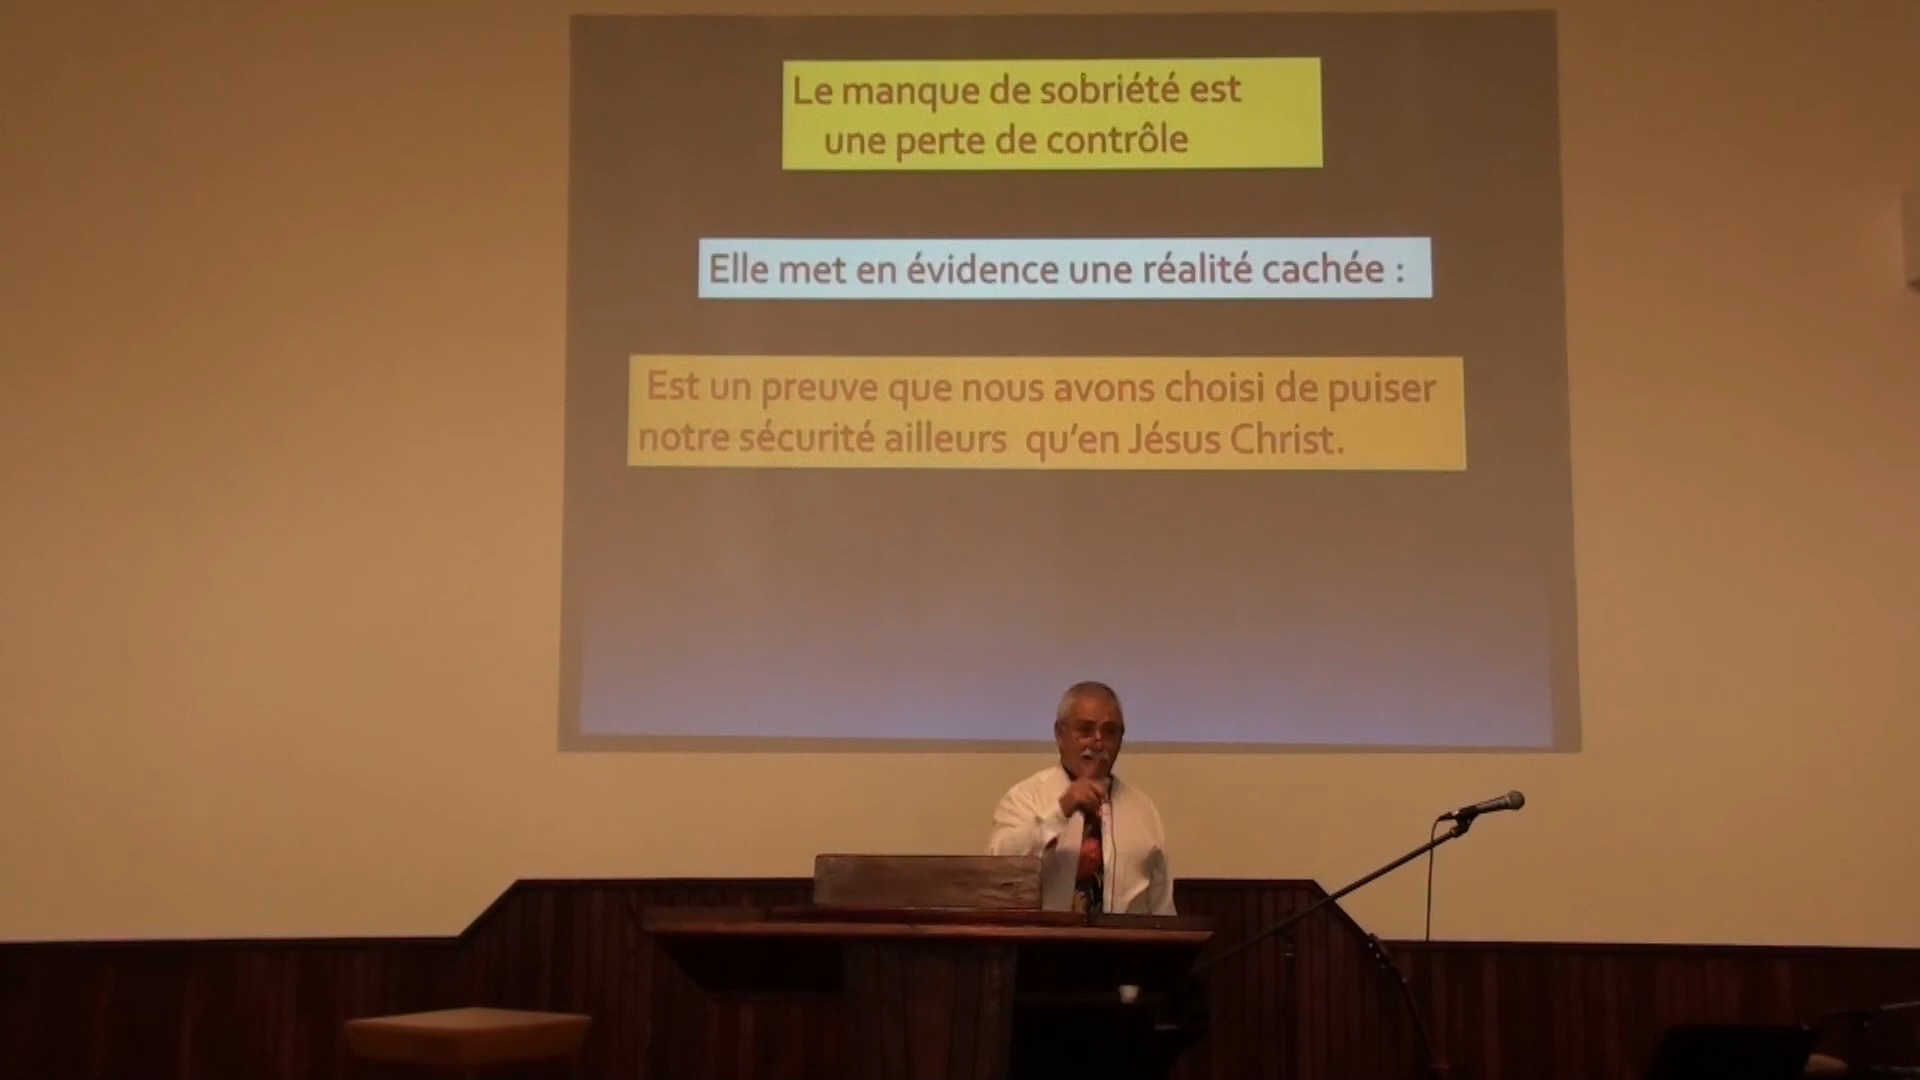 Le manque de sobriété est
une perte de contrôle
Elle met en évidence une réalité cachée :
Est un preuve que nous avons choisi de puiser
notre sécurité ailleurs qu'en Jésus Christ.